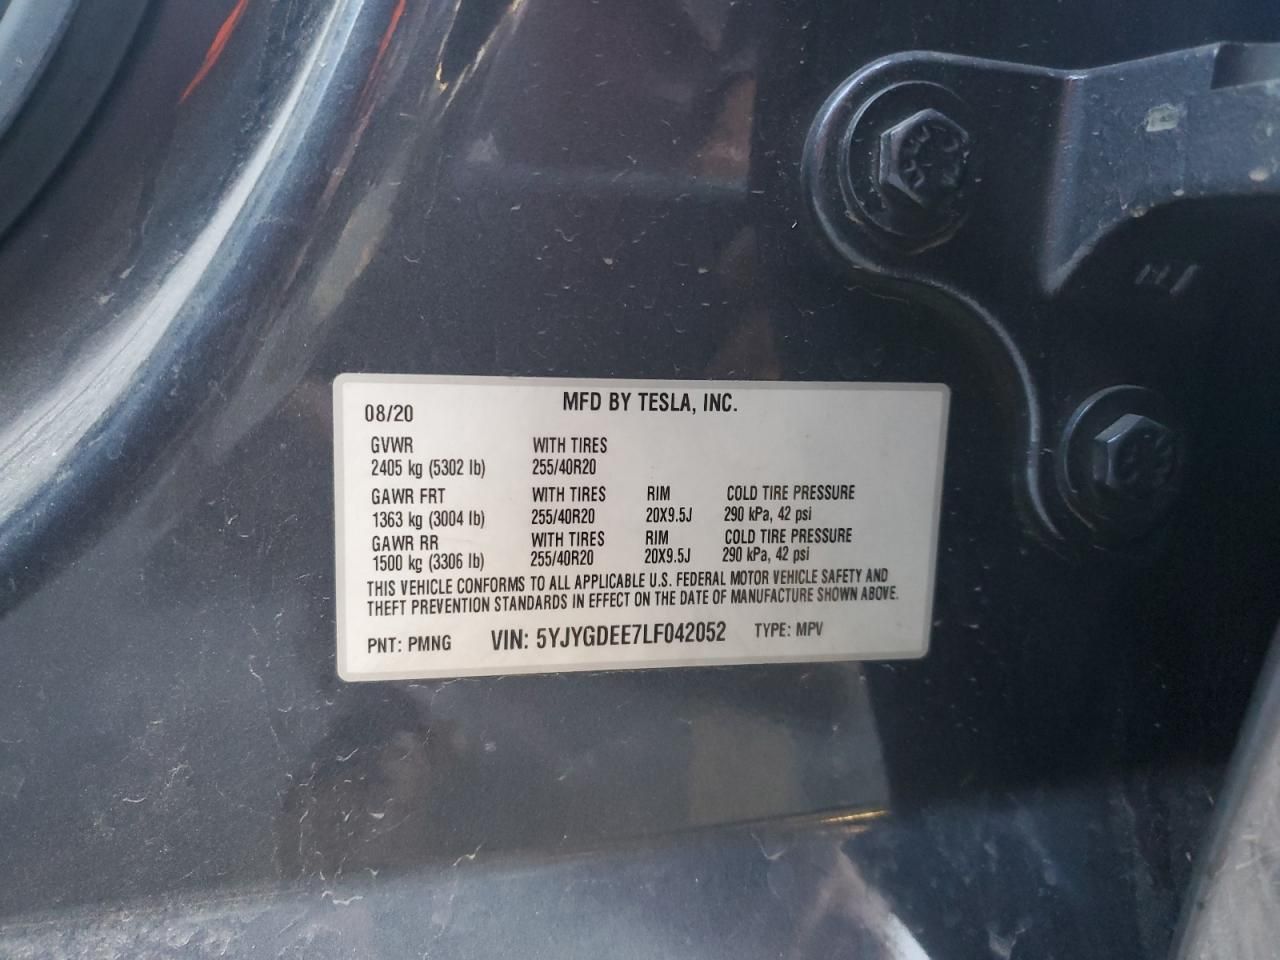 08/20 MFD BY TESLA, INC.
GVWR WITH TIRES
2405 kg (5302 lb) 255/40R20
GAWR FRT WITH TIRES RIM COLD TIRE PRESSURE
1363 kg (3004 lb) 255/40R20 20X9.5J 290 kPa, 42 psi
GAWR RR WITH TIRES RIM COLD TIRE PRESSURE
1500 kg (3306 lb) 255/40R20 20X9.5J 290 kPa, 42 psi
THIS VEHICLE CONFORMS TO ALL APPLICABLE U.S. FEDERAL MOTOR VEHICLE SAFETY AND
THEFT PREVENTION STANDARDS IN EFFECT ON THE DATE OF MANUFACTURE SHOWN ABOVE.
PNT: PMNG VIN: 5YJYGDEE7LF042052 TYPE: MPV